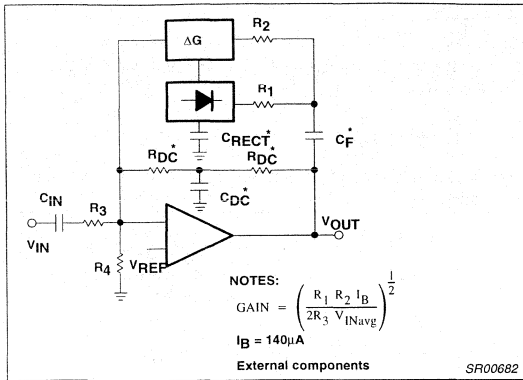 ΔG
R2
R1
CRECT*
CF*
RDC*
RDC*
CDC*
CIN
R3
VIN
R4
VREF
VOUT
NOTES:
GAIN = ( R1 R2 IB / 2R3 VINavg ) 1/2
IB = 140μA
External components
SR00682